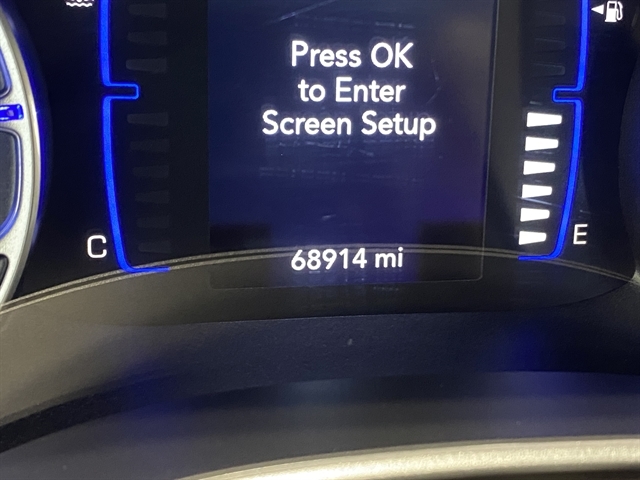 Press OK
to Enter
Screen Setup
C
E
68914 mi